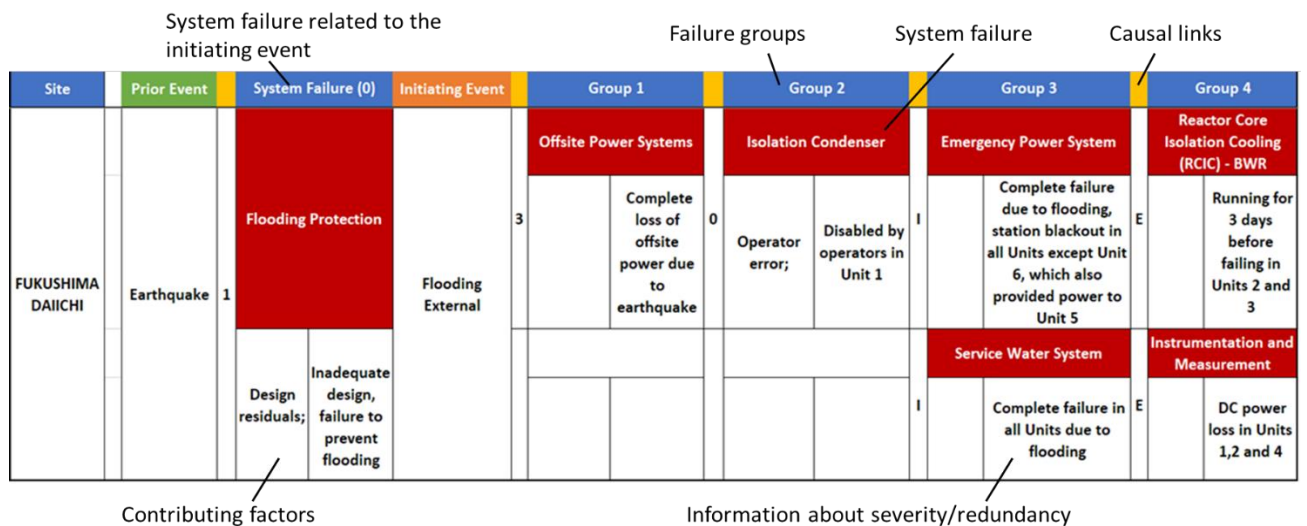 System failure related to the
initiating event
Failure groups
System failure
Causal links
Site
Prior Event
System Failure (0)
Initiating Event
Group 1
Group 2
Group 3
Group 4
FUKUSHIMA
DAIICHI
Earthquake
1
Flooding Protection
Design
residuals;
Inadequate
design,
failure to
prevent
flooding
Flooding
External
3
Offsite Power Systems
Complete
loss of
offsite
power due
to
earthquake
0
Isolation Condenser
Operator
error;
Disabled by
operators in
Unit 1
I
Emergency Power System
Complete failure
due to flooding,
station blackout in
all Units except Unit
6, which also
provided power to
Unit 5
E
Reactor Core
Isolation Cooling
(RCIC) - BWR
Running for
3 days
before
failing in
Units 2 and
3
I
Service Water System
Complete failure in
all Units due to
flooding
E
Instrumentation and
Measurement
DC power
loss in Units
1,2 and 4
Contributing factors
Information about severity/redundancy